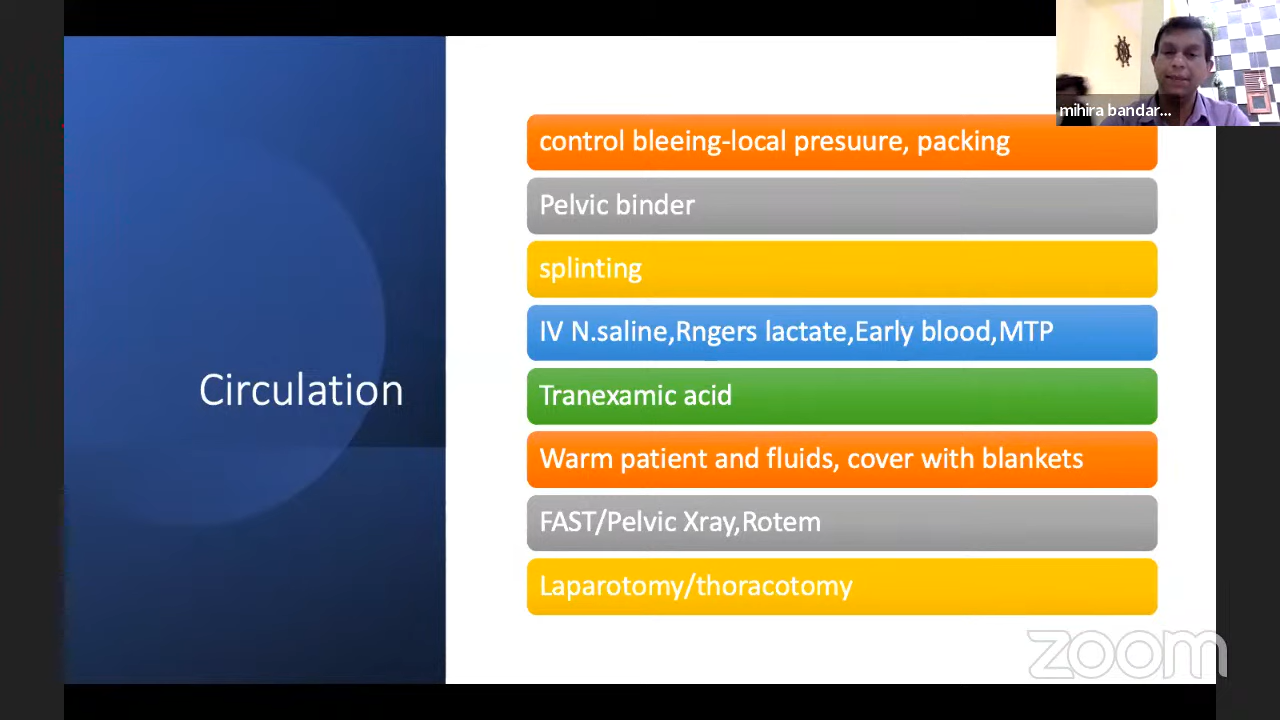 mihira bandar...
control bleeing-local presuure, packing
Pelvic binder
splinting
IV N.saline,Rngers lactate,Early blood,MTP
Circulation
Tranexamic acid
Warm patient and fluids, cover with blankets
FAST/Pelvic Xray,Rotem
Laparotomy/thoracotomy
zoom